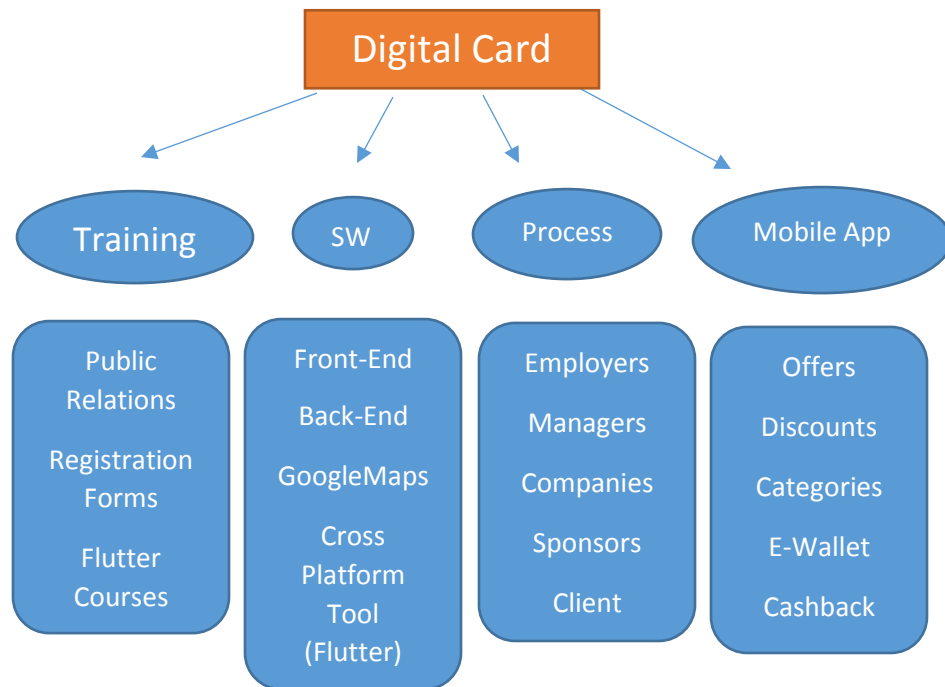 Digital Card
Training
SW
Process
Mobile App
Public
Relations
Registration
Forms
Flutter
Courses
Front-End
Back-End
GoogleMaps
Cross
Platform
Tool
(Flutter)
Employers
Managers
Companies
Sponsors
Client
Offers
Discounts
Categories
E-Wallet
Cashback